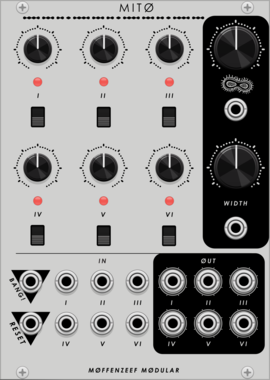 MITØ
I II III
IV V VI
WIDTH
IN
ØUT
BANG!
I II III
I II III
RESET
IV V VI
IV V VI
MØFFENZEEF MØDULAR